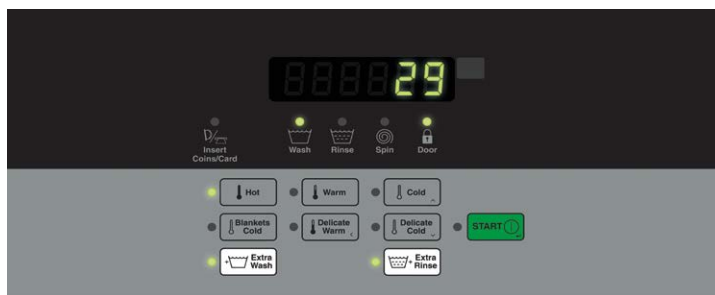 29
Insert
Coins/Card
Wash
Rinse
Spin
Door
Hot
Warm
Cold
Blankets
Cold
Delicate
Warm
Delicate
Cold
START
Extra
Wash
Extra
Rinse